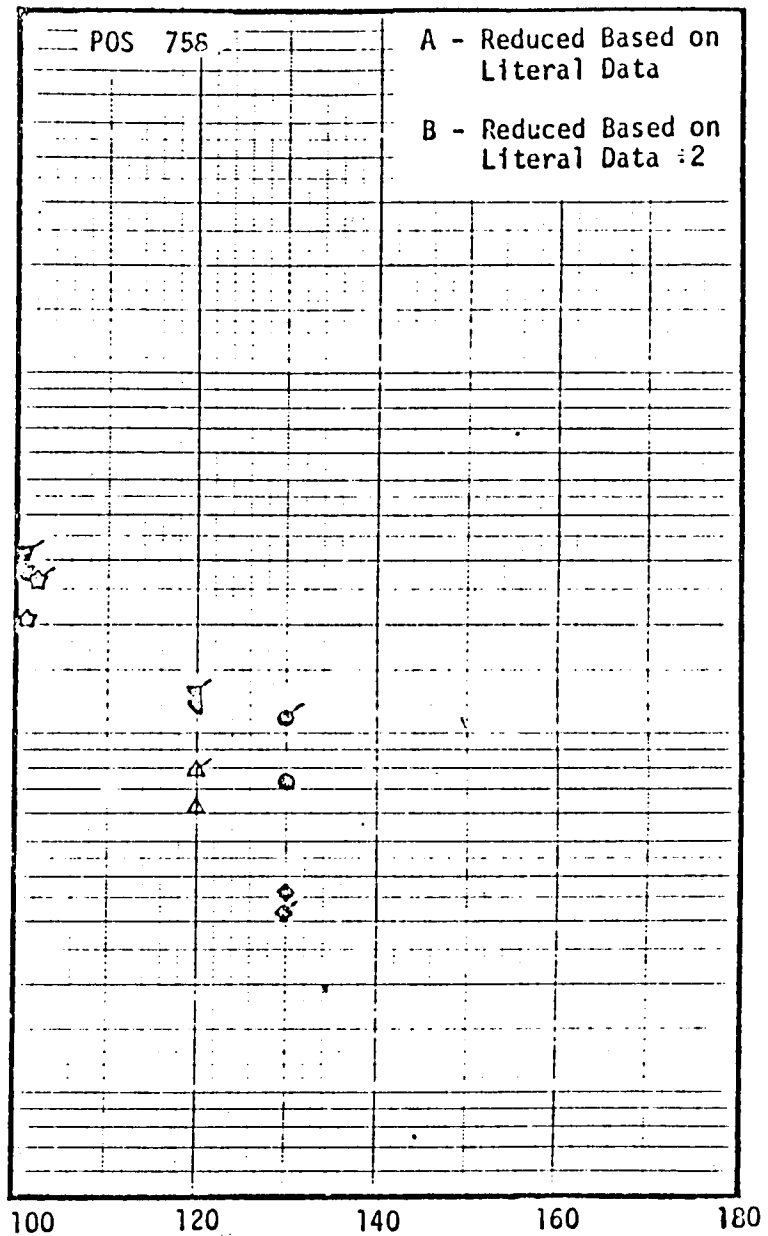 POS 758
A - Reduced Based on
Literal Data
B - Reduced Based on
Literal Data ÷2
100 120 140 160 180